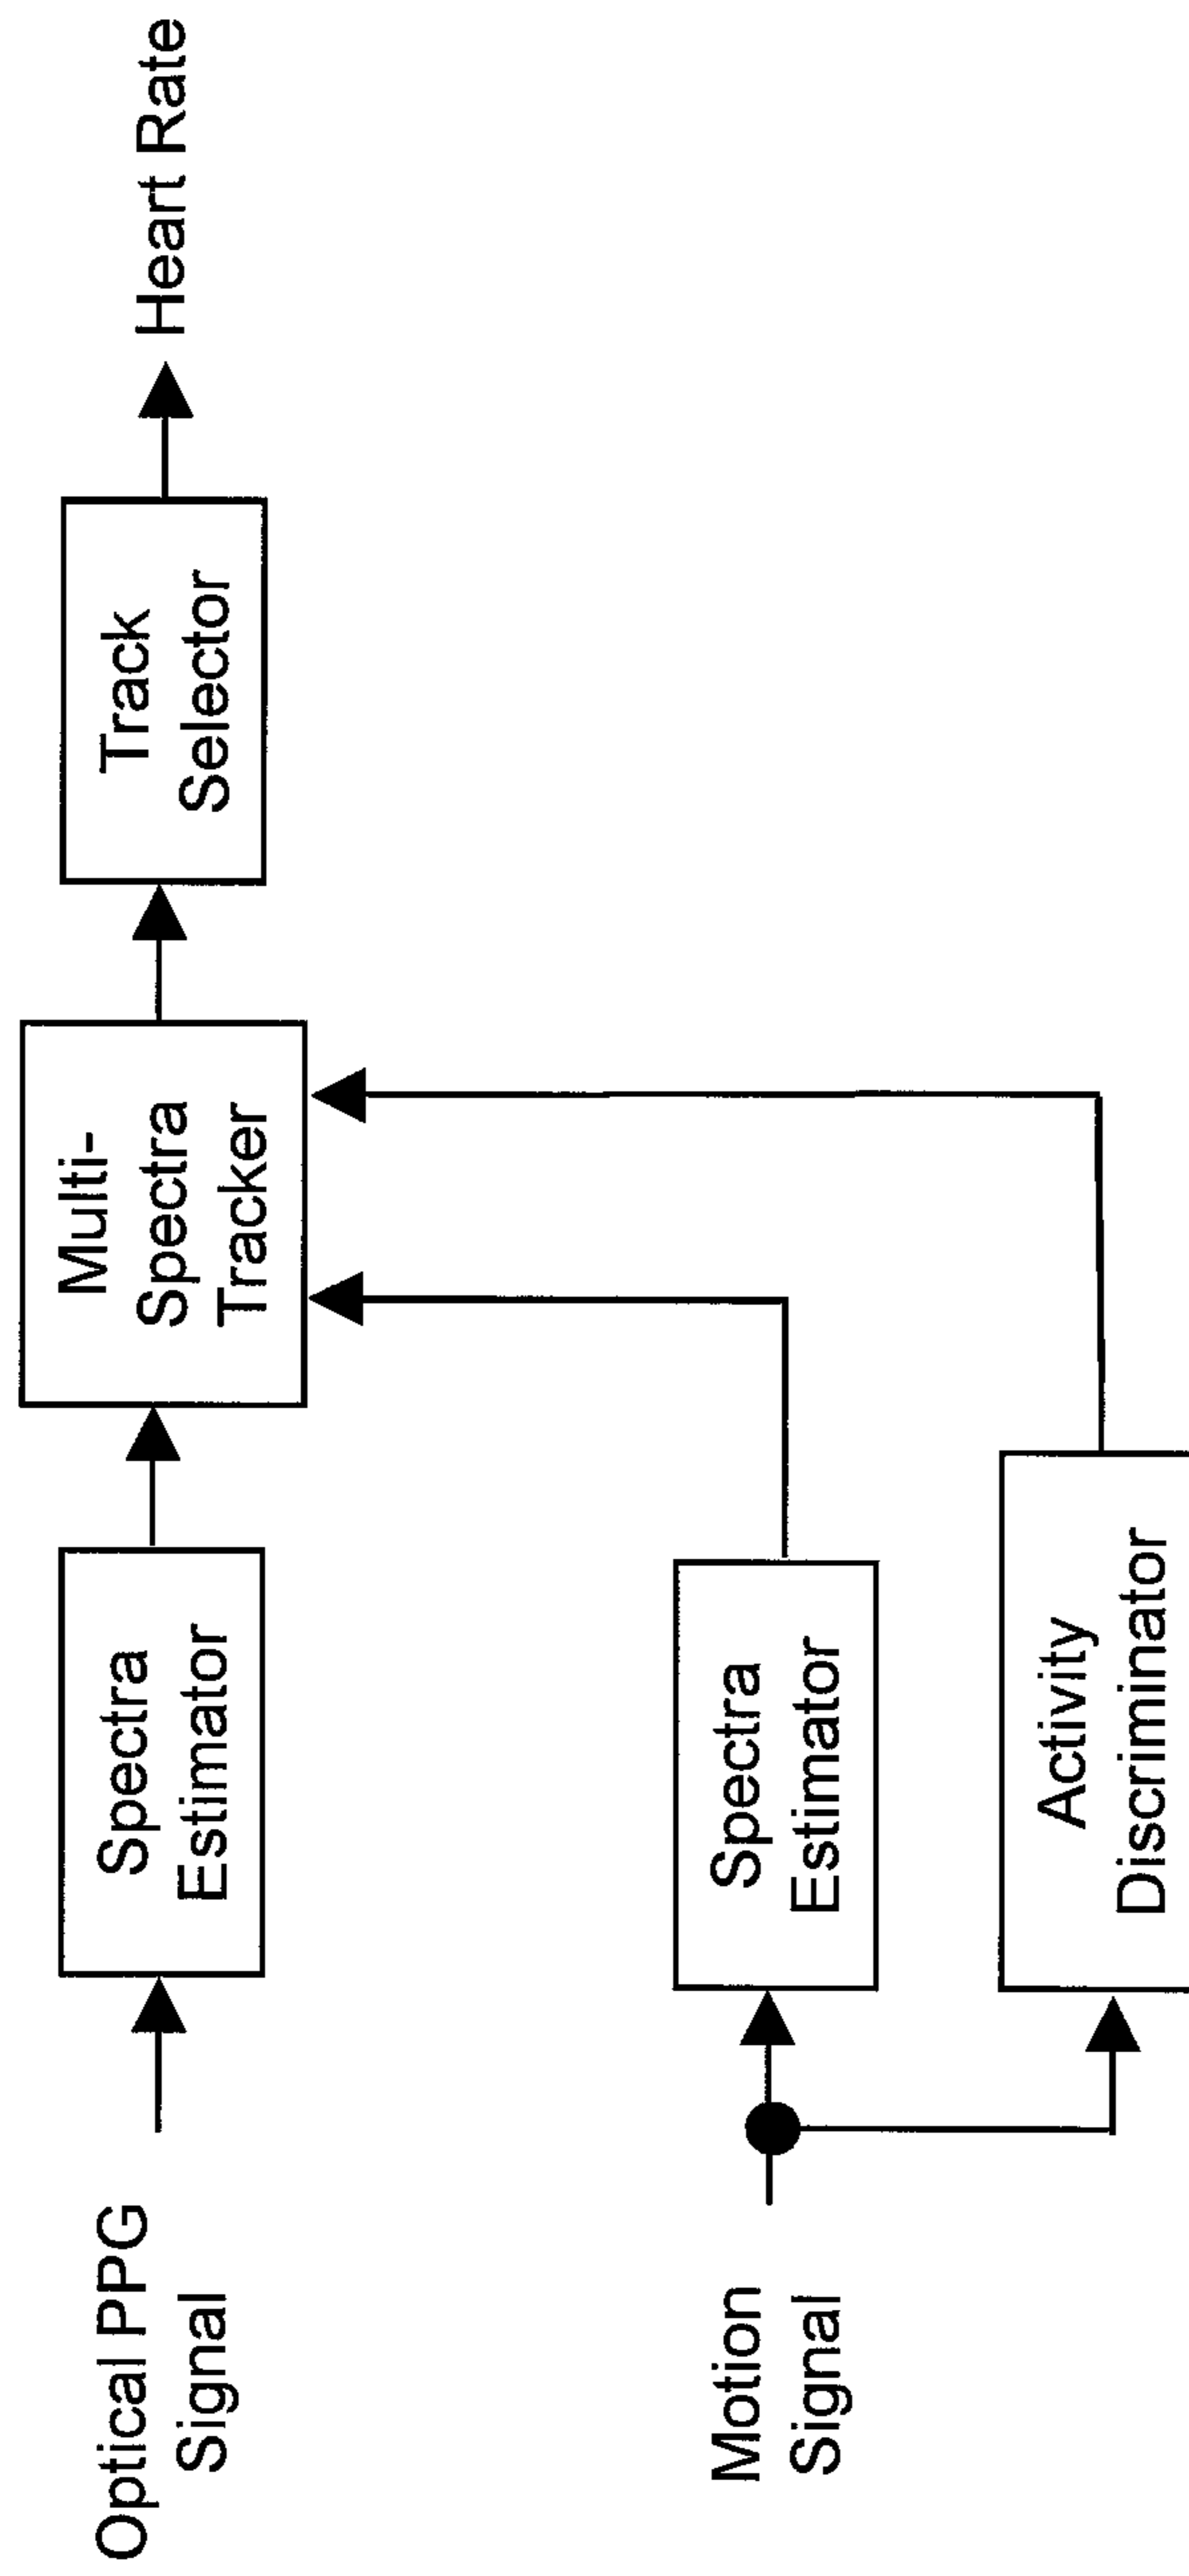 Optical PPG
Signal
Spectra
Estimator
Multi-
Spectra
Tracker
Track
Selector
Heart Rate
Motion
Signal
Spectra
Estimator
Activity
Discriminator